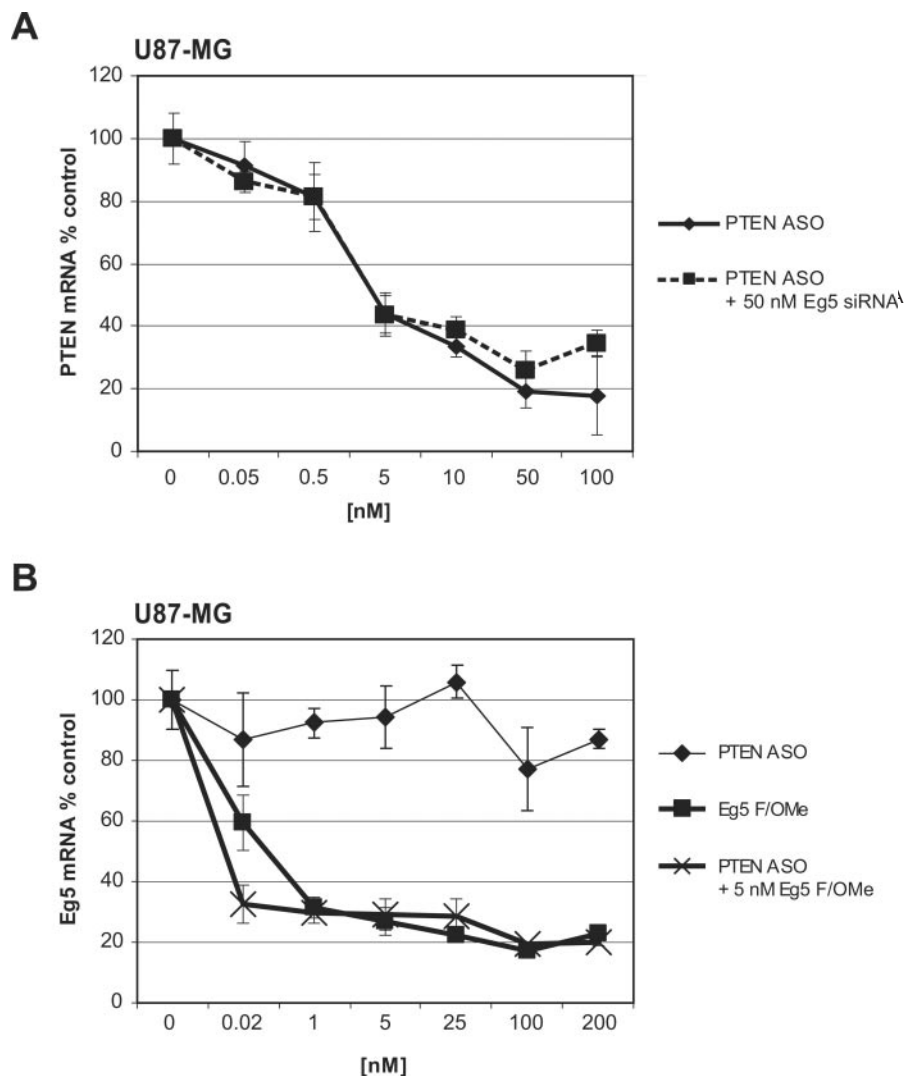 A
U87-MG
120
100
80
60
40
20
0
PTEN mRNA % control
0 0.05 0.5 5 10 50 100
[nM]
PTEN ASO
PTEN ASO
+ 50 nM Eg5 siRNA
B
U87-MG
120
100
80
60
40
20
0
Eg5 mRNA % control
0 0.02 1 5 25 100 200
[nM]
PTEN ASO
Eg5 F/OMe
PTEN ASO
+ 5 nM Eg5 F/OMe